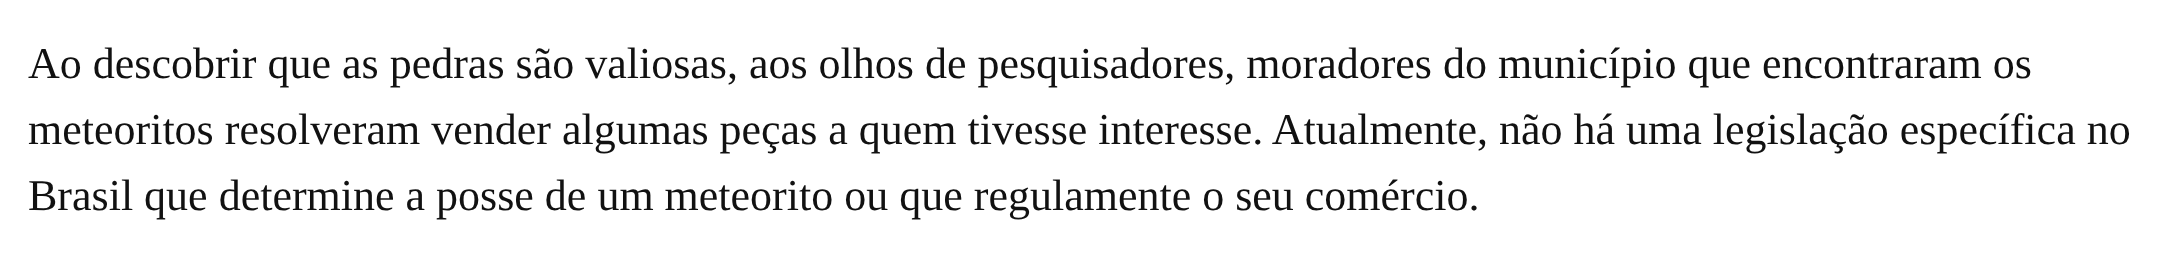 Ao descobrir que as pedras são valiosas, aos olhos de pesquisadores, moradores do município que encontraram os
meteoritos resolveram vender algumas peças a quem tivesse interesse. Atualmente, não há uma legislação específica no
Brasil que determine a posse de um meteorito ou que regulamente o seu comércio.